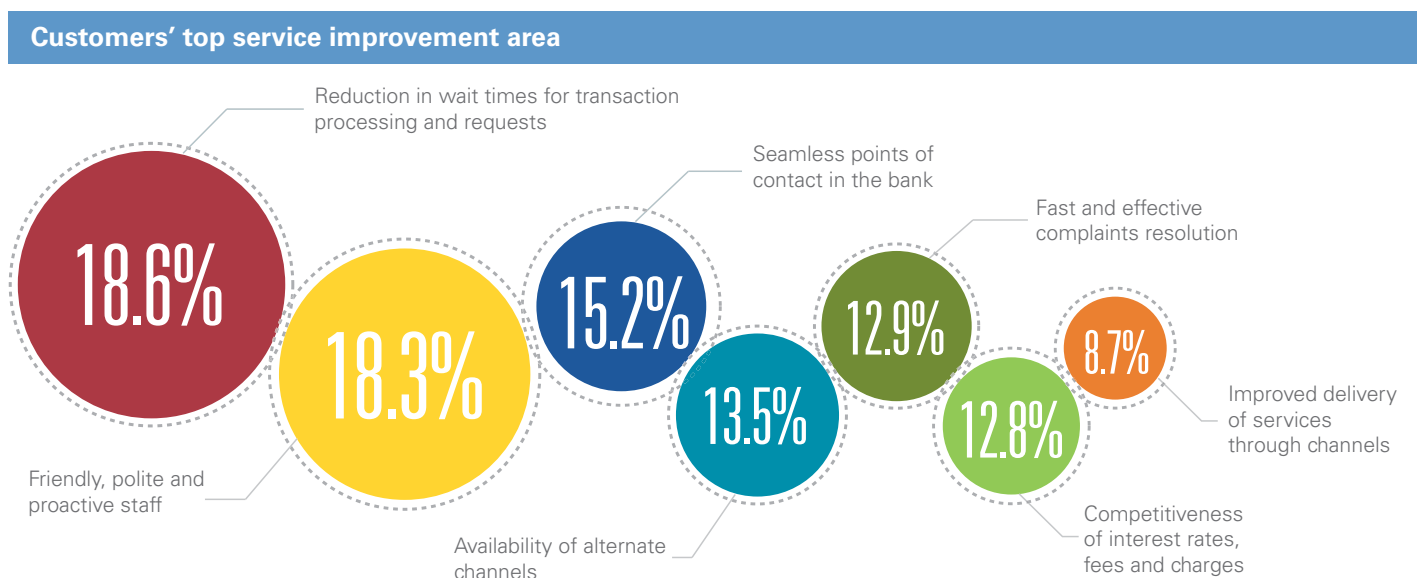 Customers’ top service improvement area
Reduction in wait times for transaction
processing and requests
18.6%
Friendly, polite and
proactive staff
18.3%
Seamless points of
contact in the bank
15.2%
Availability of alternate
channels
13.5%
Fast and effective
complaints resolution
12.9%
Competitiveness
of interest rates,
fees and charges
12.8%
Improved delivery
of services
through channels
8.7%